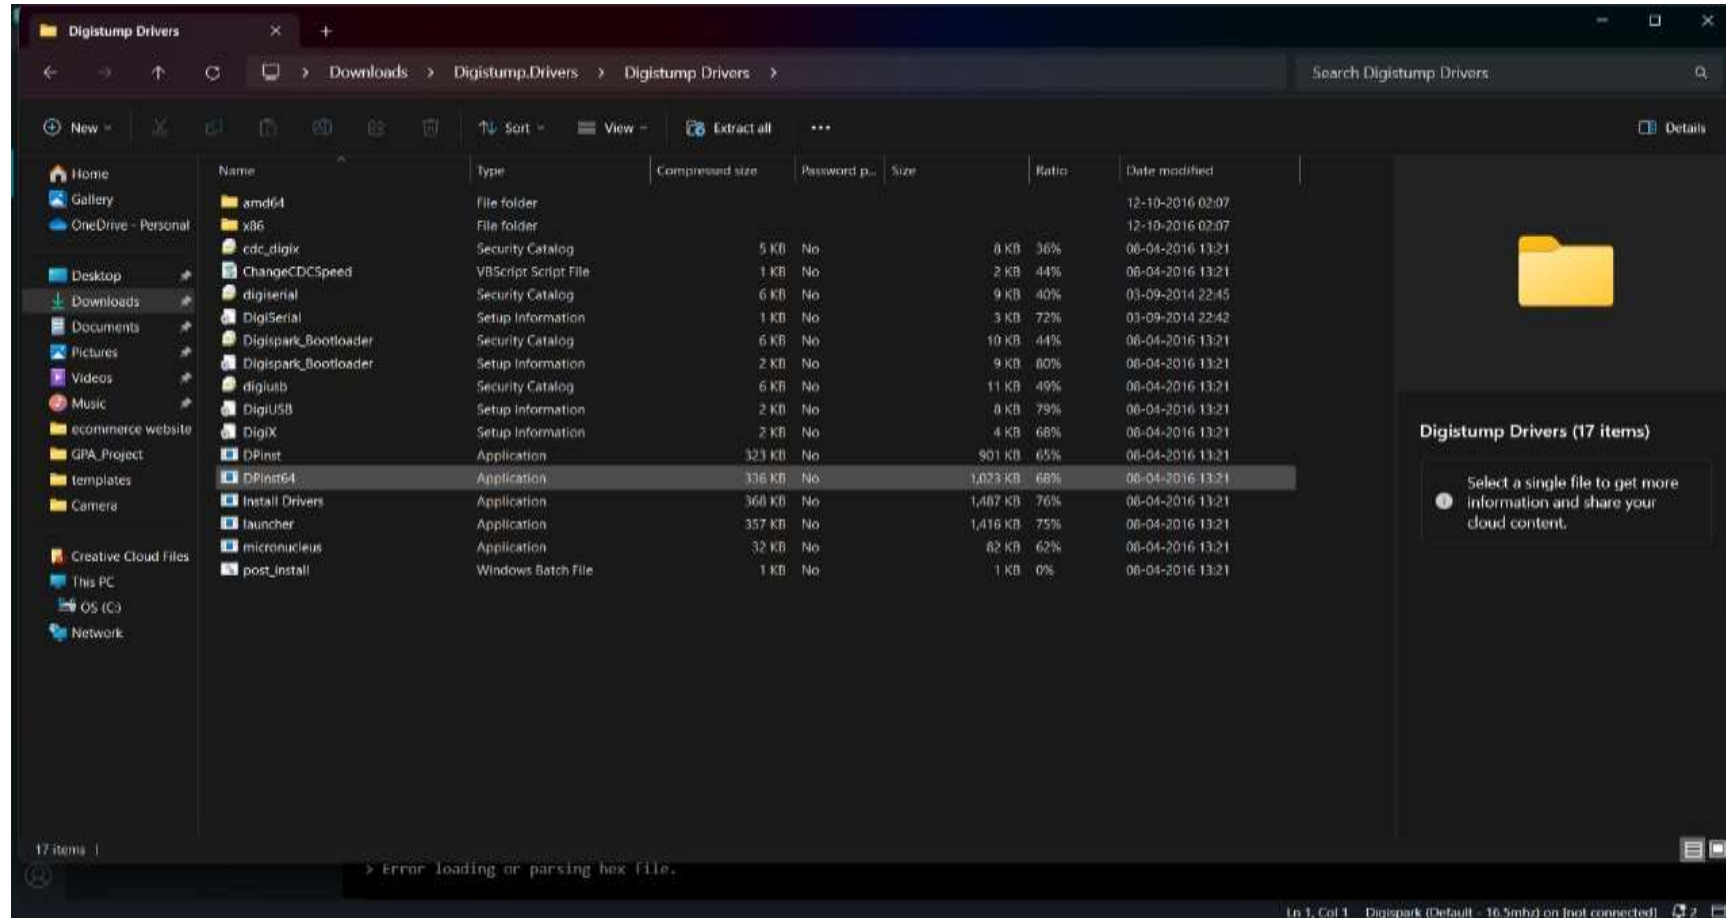 Digistump Drivers
Downloads > Digistump.Drivers > Digistump Drivers >
Search Digistump Drivers
New
Sort
View
Extract all
...
Details
Name Type Compressed size Password p... Size Ratio Date modified
Home
Gallery
OneDrive - Personal
Desktop
Downloads
Documents
Pictures
Videos
Music
ecommerce website
GPA_Project
templates
Camera
Creative Cloud Files
This PC
OS (C:)
Network
amd64 File folder 12-10-2016 02:07
x86 File folder 12-10-2016 02:07
cdc_digix Security Catalog 5 KB No 8 KB 36% 08-04-2016 13:21
ChangeCDCSpeed VBScript Script File 1 KB No 2 KB 44% 08-04-2016 13:21
digiserial Security Catalog 6 KB No 9 KB 40% 03-09-2014 22:45
DigiSerial Setup Information 1 KB No 3 KB 72% 03-09-2014 22:42
Digispark_Bootloader Security Catalog 6 KB No 10 KB 44% 08-04-2016 13:21
Digispark_Bootloader Setup Information 2 KB No 9 KB 80% 08-04-2016 13:21
digiusb Security Catalog 6 KB No 11 KB 49% 08-04-2016 13:21
DigiUSB Setup Information 2 KB No 8 KB 79% 08-04-2016 13:21
DigiX Setup Information 2 KB No 4 KB 68% 08-04-2016 13:21
DPinst Application 323 KB No 901 KB 65% 08-04-2016 13:21
DPinst64 Application 336 KB No 1,023 KB 68% 08-04-2016 13:21
Install Drivers Application 368 KB No 1,487 KB 76% 08-04-2016 13:21
launcher Application 357 KB No 1,416 KB 75% 08-04-2016 13:21
micronucleus Application 32 KB No 82 KB 62% 08-04-2016 13:21
post_install Windows Batch File 1 KB No 1 KB 0% 08-04-2016 13:21
Digistump Drivers (17 items)
Select a single file to get more
information and share your
cloud content.
17 items
> Error loading or parsing hex file.
Ln 1, Col 1 Digispark (Default - 16.5mhz) on [not connected] 2